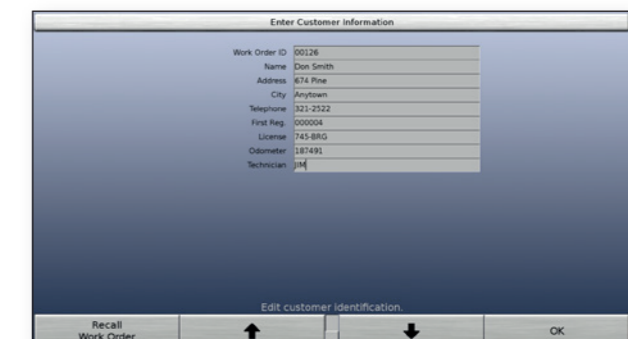 Enter Customer Information
Work Order ID 00126
Name Don Smith
Address 674 Pine
City Anytown
Telephone 321-2522
First Reg. 000004
License 745-BRG
Odometer 187491
Technician JIM
Edit customer identification.
Recall
Work Order
OK